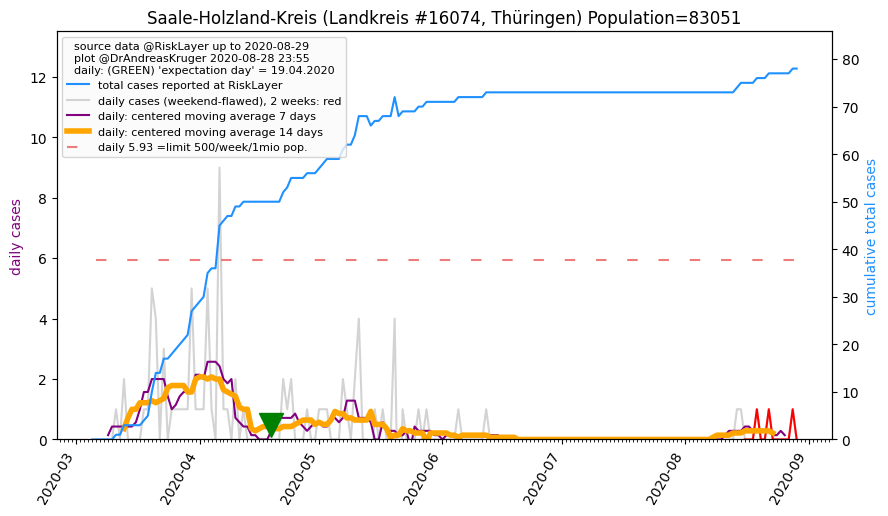 Saale-Holzland-Kreis (Landkreis #16074, Thüringen) Population=83051
source data @RiskLayer up to 2020-08-29
plot @DrAndreasKruger 2020-08-28 23:55
daily: (GREEN) 'expectation day' = 19.04.2020
total cases reported at RiskLayer
daily cases (weekend-flawed), 2 weeks: red
daily: centered moving average 7 days
daily: centered moving average 14 days
daily 5.93 =limit 500/week/1mio pop.
daily cases
12
10
8
6
4
2
0
cumulative total cases
80
70
60
50
40
30
20
10
0
2020-03
2020-04
2020-05
2020-06
2020-07
2020-08
2020-09